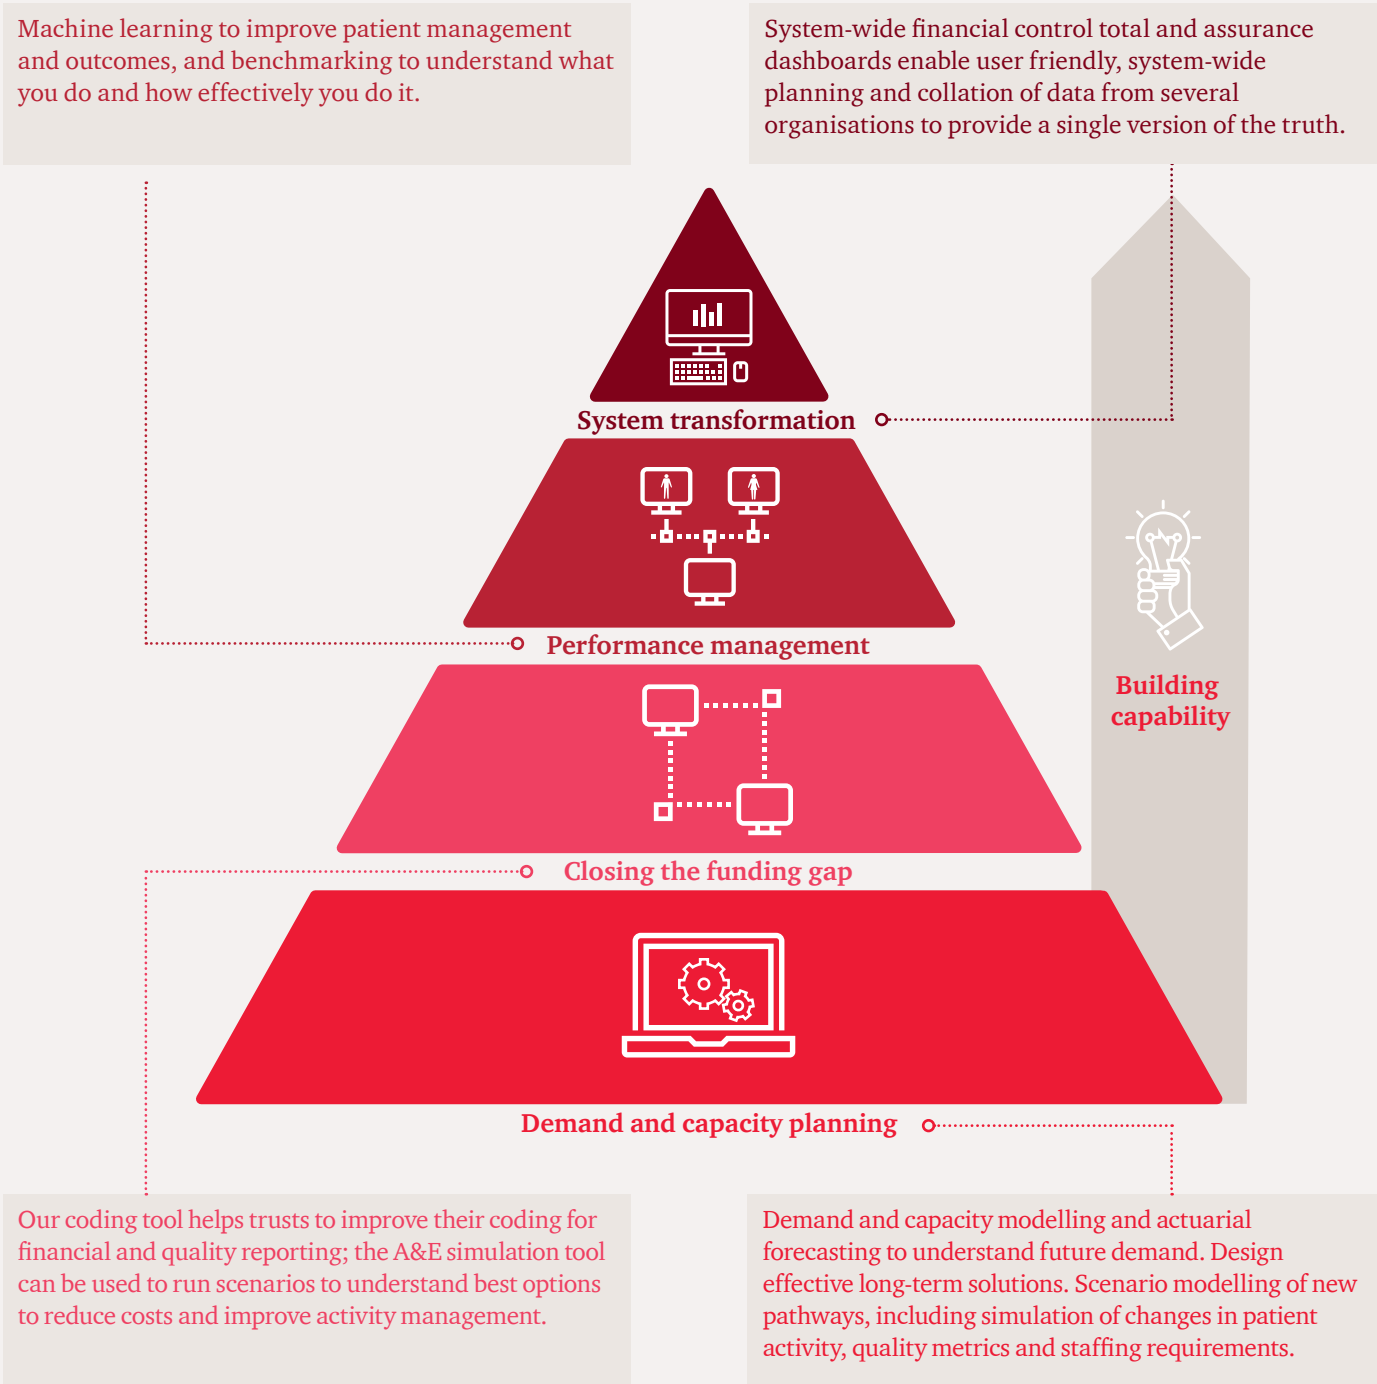 Machine learning to improve patient management
and outcomes, and benchmarking to understand what
you do and how effectively you do it.
System-wide financial control total and assurance
dashboards enable user friendly, system-wide
planning and collation of data from several
organisations to provide a single version of the truth.
System transformation
Performance management
Building
capability
Closing the funding gap
Demand and capacity planning
Our coding tool helps trusts to improve their coding for
financial and quality reporting; the A&E simulation tool
can be used to run scenarios to understand best options
to reduce costs and improve activity management.
Demand and capacity modelling and actuarial
forecasting to understand future demand. Design
effective long-term solutions. Scenario modelling of new
pathways, including simulation of changes in patient
activity, quality metrics and staffing requirements.